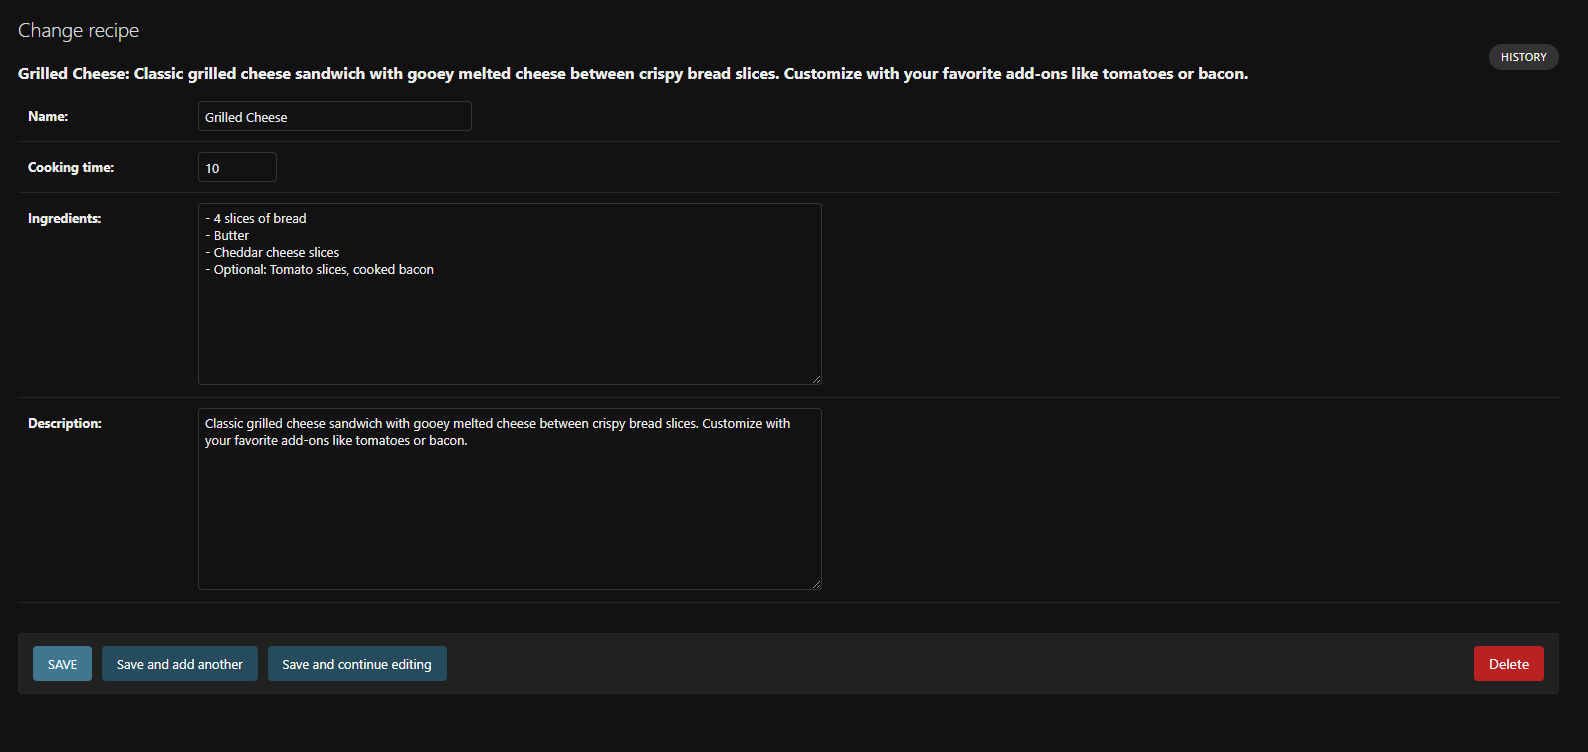 Change recipe
HISTORY
Grilled Cheese: Classic grilled cheese sandwich with gooey melted cheese between crispy bread slices. Customize with your favorite add-ons like tomatoes or bacon.
Name:
Grilled Cheese
Cooking time:
10
Ingredients:
- 4 slices of bread
- Butter
- Cheddar cheese slices
- Optional: Tomato slices, cooked bacon
Description:
Classic grilled cheese sandwich with gooey melted cheese between crispy bread slices. Customize with
your favorite add-ons like tomatoes or bacon.
SAVE
Save and add another
Save and continue editing
Delete